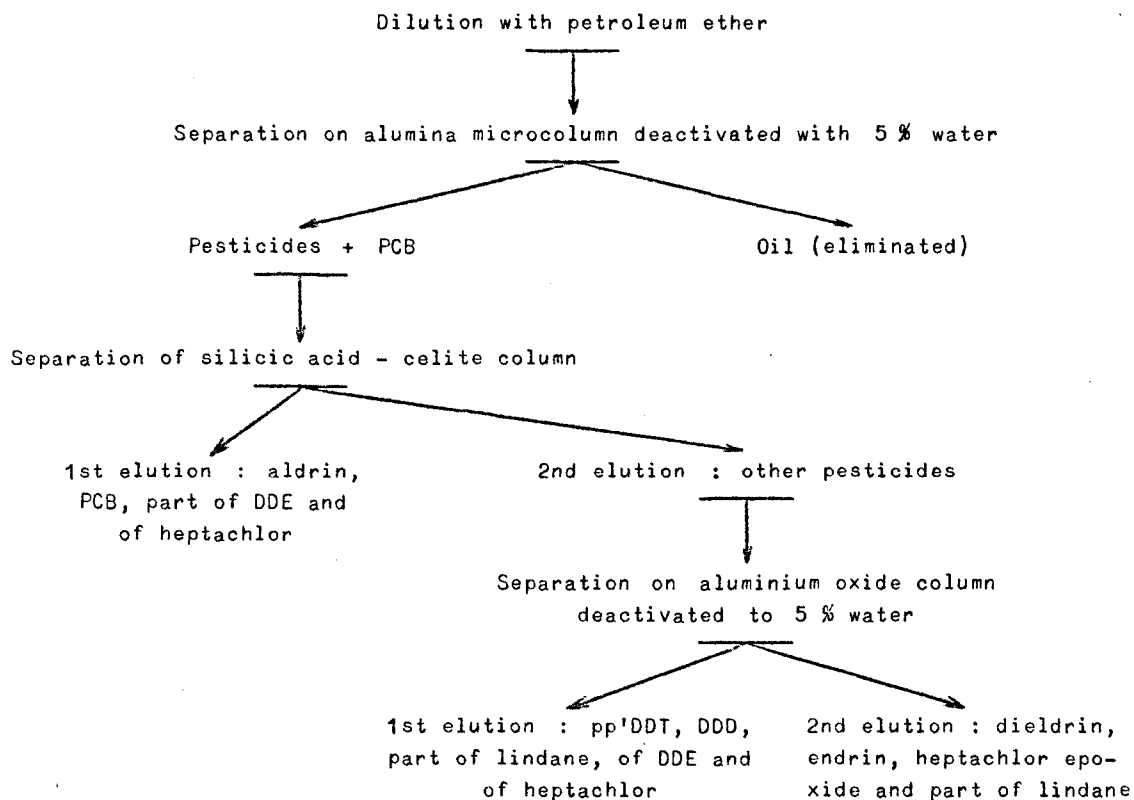 Dilution with petroleum ether
Separation on alumina microcolumn deactivated with 5 % water
Pesticides + PCB
Oil (eliminated)
Separation of silicic acid - celite column
1st elution : aldrin,
PCB, part of DDE and
of heptachlor
2nd elution : other pesticides
Separation on aluminium oxide column
deactivated to 5 % water
1st elution : pp'DDT, DDD,
part of lindane, of DDE and
of heptachlor
2nd elution : dieldrin,
endrin, heptachlor epo-
xide and part of lindane